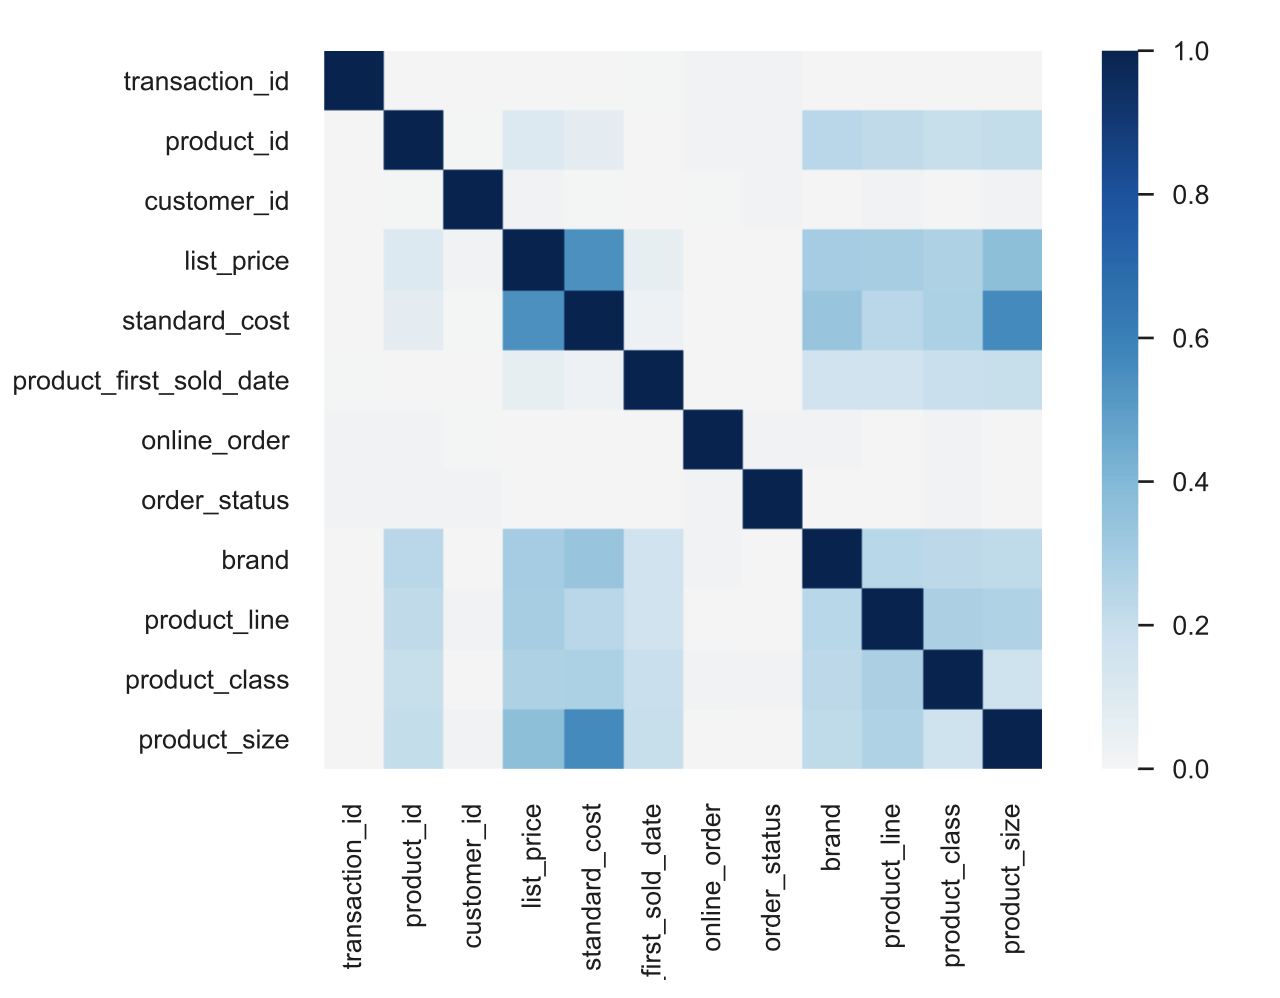 transaction_id
product_id
customer_id
list_price
standard_cost
product_first_sold_date
online_order
order_status
brand
product_line
product_class
product_size
transaction_id
product_id
customer_id
list_price
standard_cost
_first_sold_date
online_order
order_status
brand
product_line
product_class
product_size
1.0
0.8
0.6
0.4
0.2
0.0